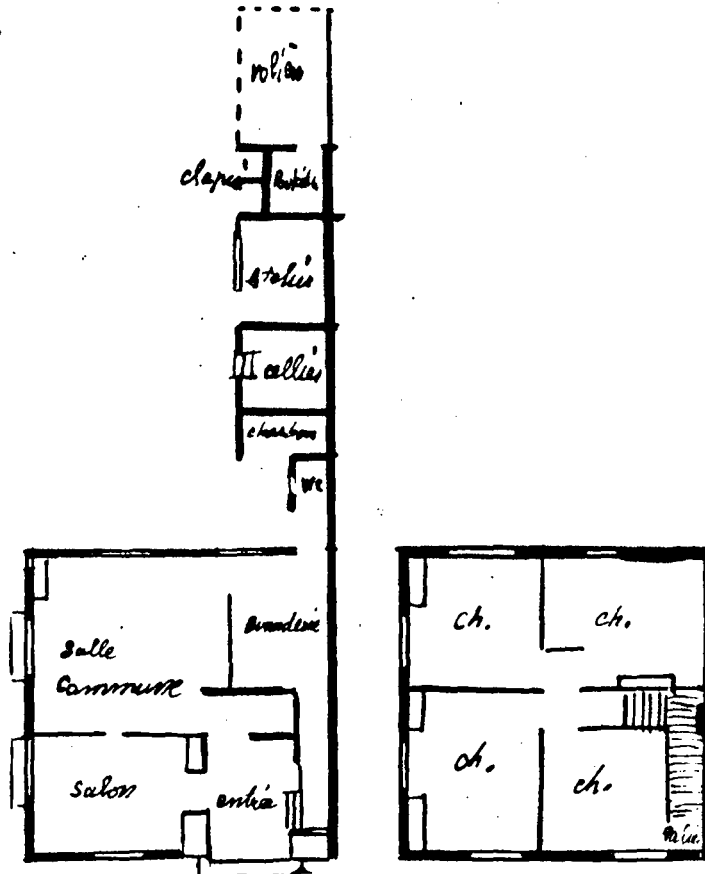 volière
clapier
Atelier
cellier
charbon
WC
Buanderie
Salle
Commune
Salon
entrée
ch.
ch.
ch.
ch.